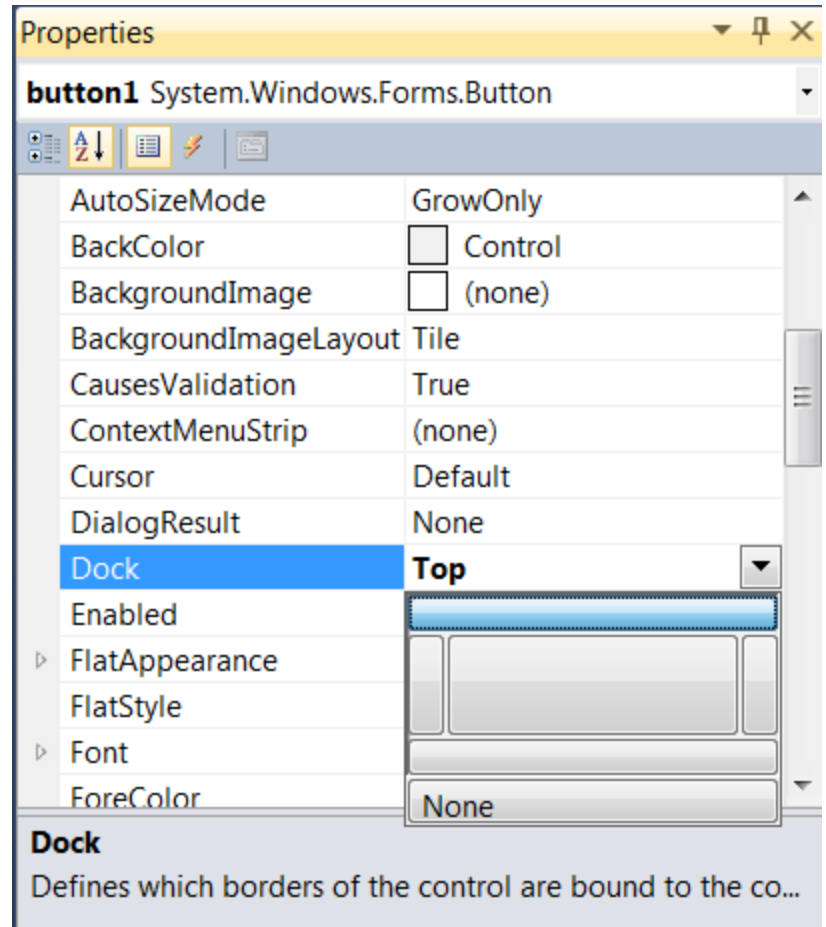 Properties
button1 System.Windows.Forms.Button
AutoSizeMode GrowOnly
BackColor Control
BackgroundImage (none)
BackgroundImageLayout Tile
CausesValidation True
ContextMenuStrip (none)
Cursor Default
DialogResult None
Dock Top
Enabled
FlatAppearance
FlatStyle
Font
ForeColor
None
Dock
Defines which borders of the control are bound to the co...